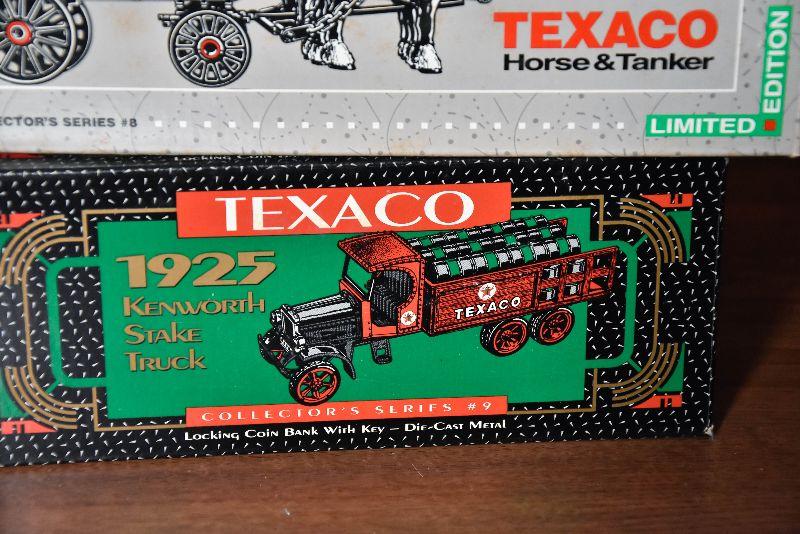 TEXACO
Horse & Tanker
COLLECTOR'S SERIES #8
LIMITED EDITION
TEXACO
1925
KENWORTH
STAKE
TRUCK
TEXACO
COLLECTOR'S SERIES #9
LOCKING COIN BANK WITH KEY – DIE-CAST METAL